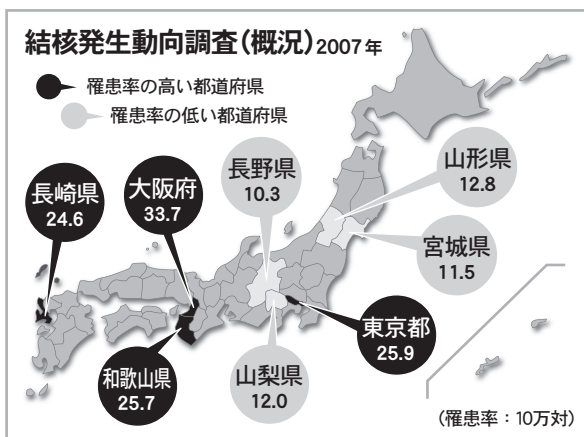 結核発生動向調査(概況)2007年
罹患率の高い都道府県
罹患率の低い都道府県
長崎県
24.6
大阪府
33.7
長野県
10.3
山形県
12.8
宮城県
11.5
東京都
25.9
和歌山県
25.7
山梨県
12.0
(罹患率:10万対)